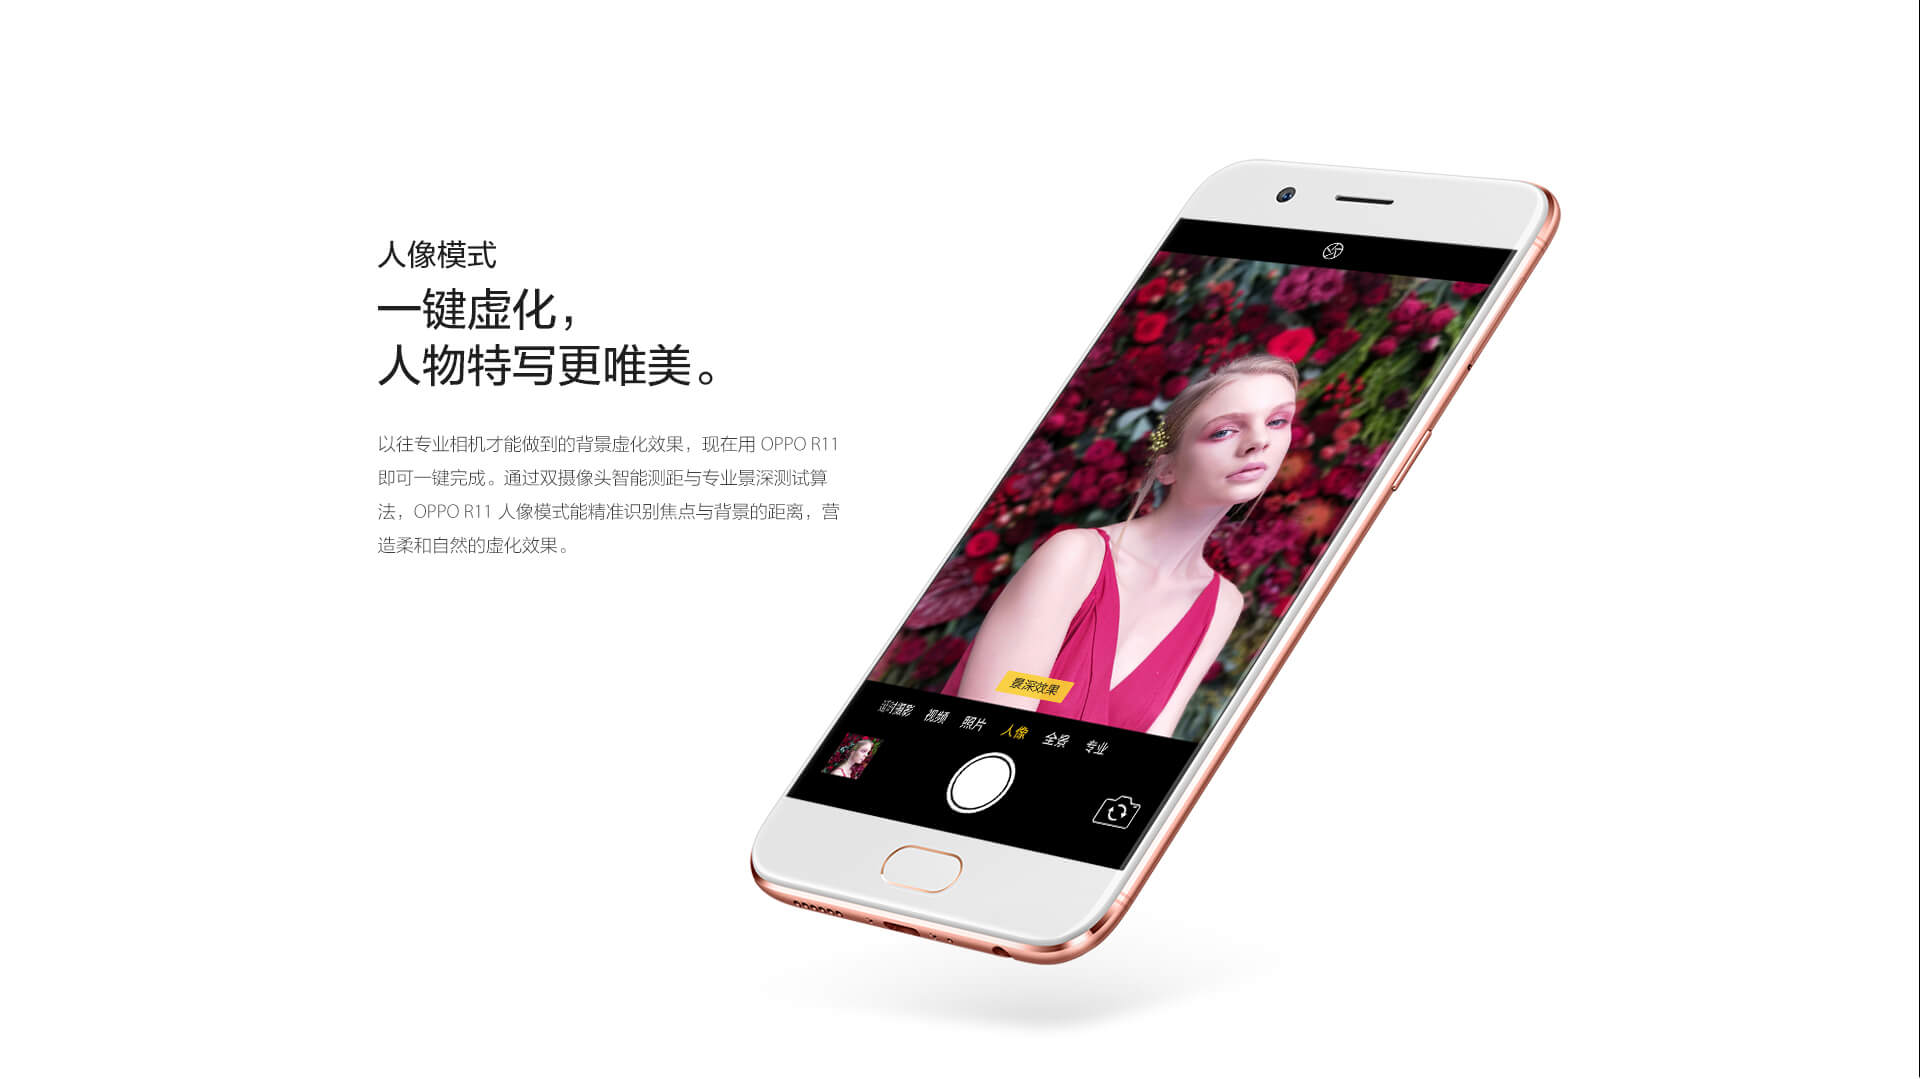 人像模式
一键虚化，
人物特写更唯美。
以往专业相机才能做到的背景虚化效果，现在用 OPPO R11
即可一键完成。通过双摄像头智能测距与专业景深测试算
法，OPPO R11 人像模式能精准识别焦点与背景的距离，营
造柔和自然的虚化效果。
景深效果
延时摄影 视频 照片 人像 全景 专业